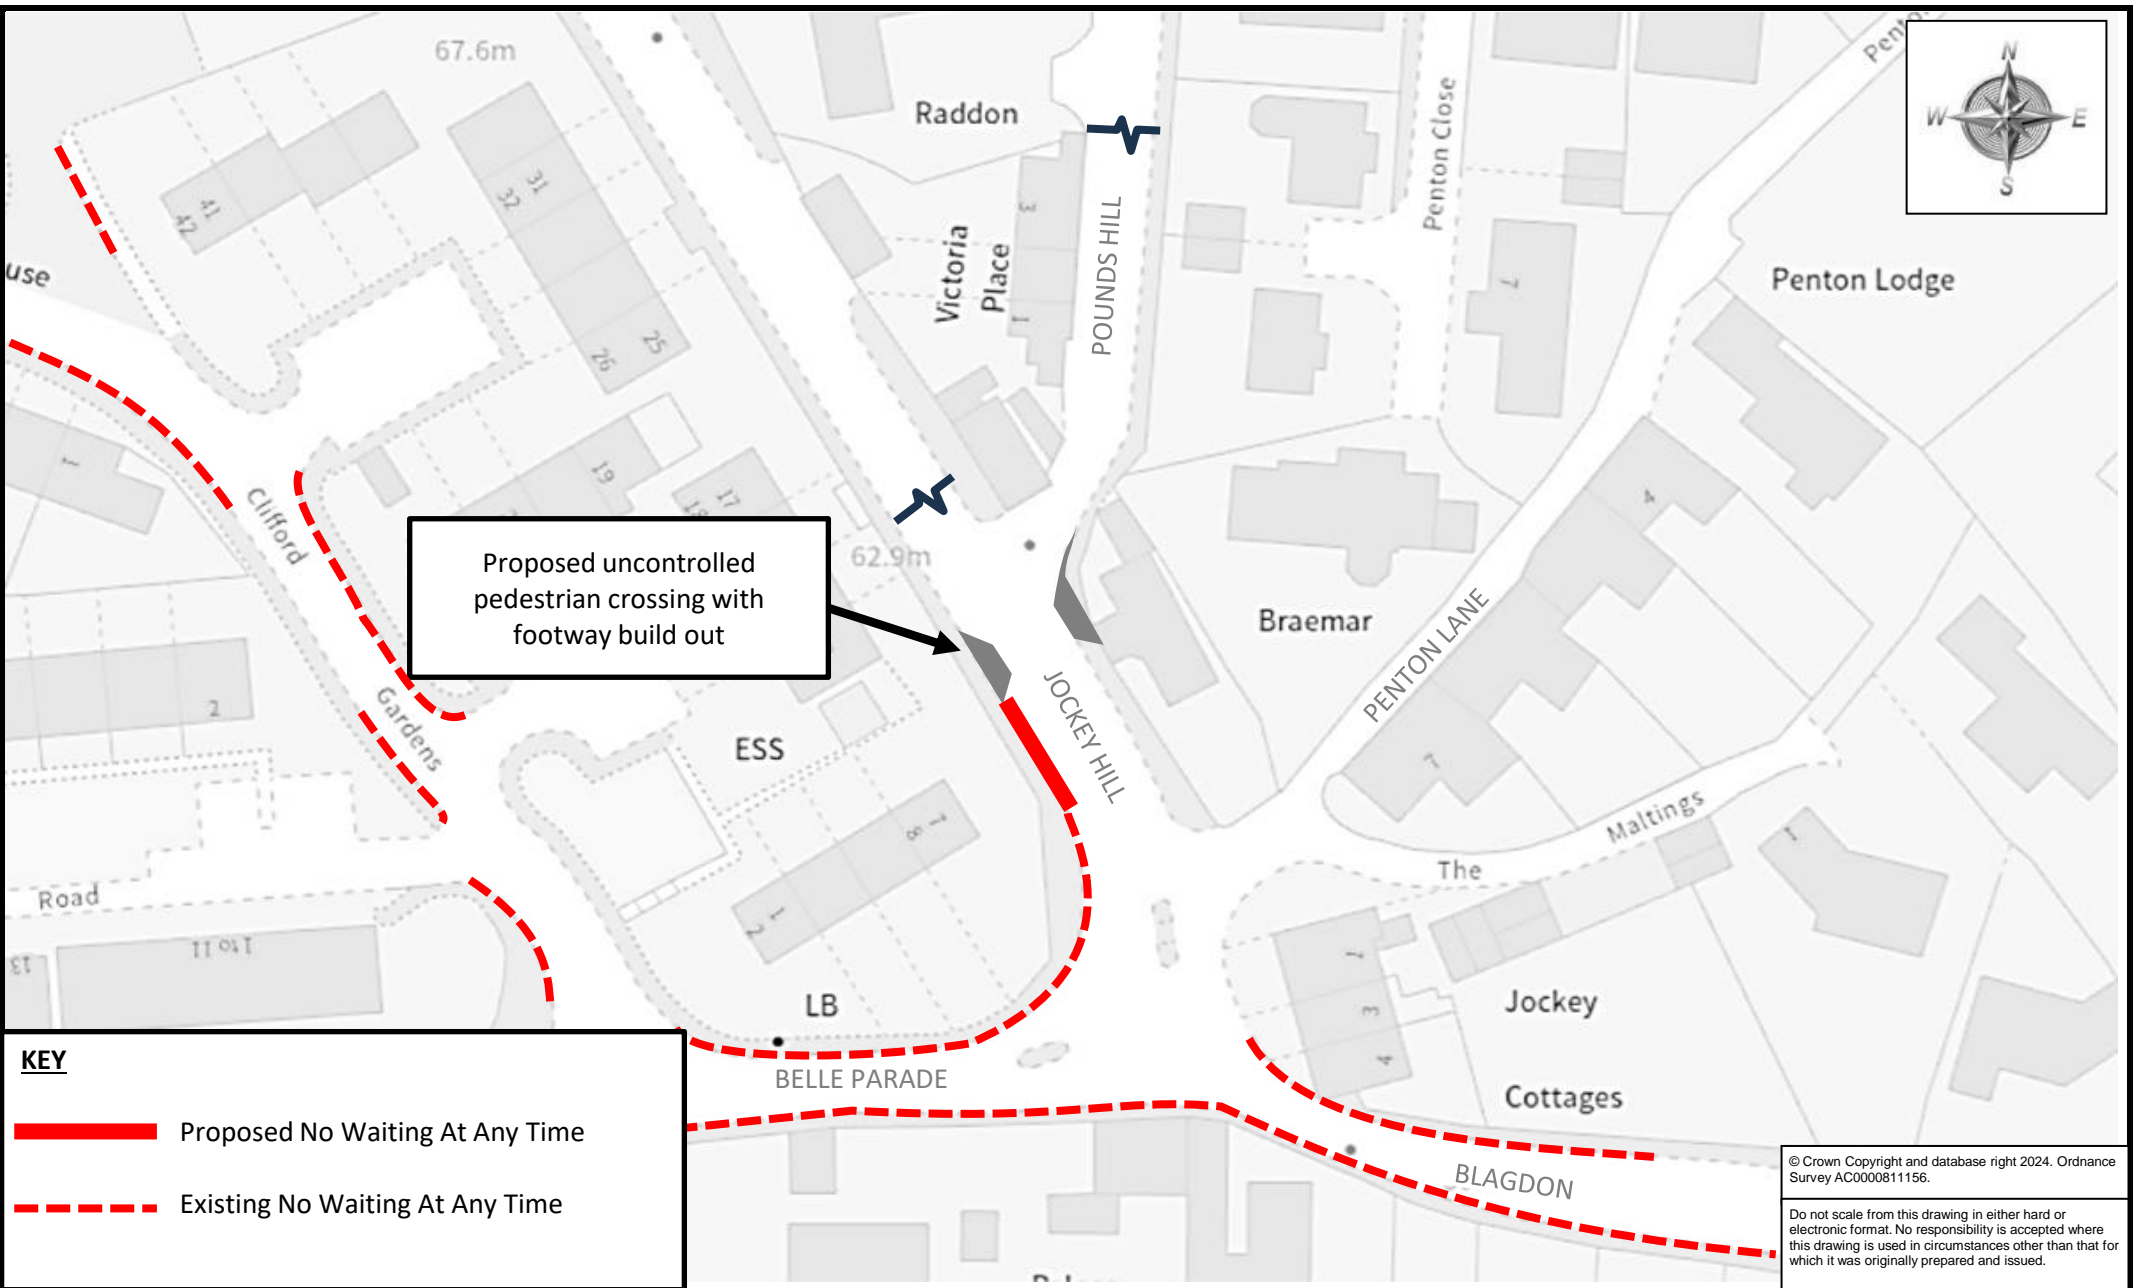 67.6m
Raddon
Pent
N
W
E
S
Penton Close
31
32
41
42
use
Victoria
Place
3
1
POUNDS HILL
7
Penton Lodge
25
26
1
19
17
18
4
Clifford
Gardens
Proposed uncontrolled
pedestrian crossing with
footway build out
62.9m
Braemar
PENTON LANE
JOCKEY HILL
2
ESS
7
8
1
2
The
Maltings
1
Road
1 to 11
13
LB
1
3
4
Jockey
Cottages
BELLE PARADE
BLAGDON
KEY
Proposed No Waiting At Any Time
Existing No Waiting At Any Time
© Crown Copyright and database right 2024. Ordnance
Survey AC0000811156.
Do not scale from this drawing in either hard or
electronic format. No responsibility is accepted where
this drawing is used in circumstances other than that for
which it was originally prepared and issued.